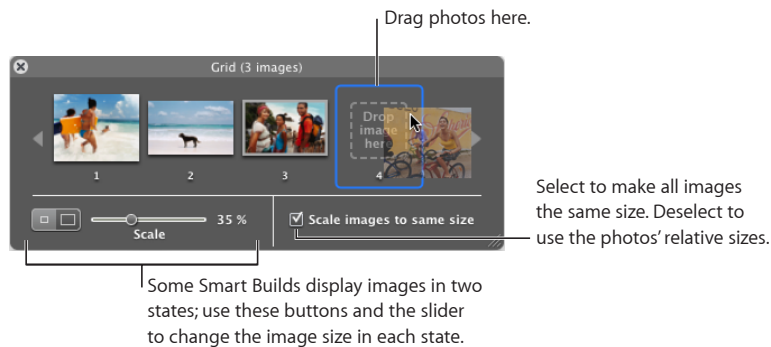 Drag photos here.
Grid (3 images)
Drop
image
here
1
2
3
4
35 %
Scale
Scale images to same size
Select to make all images
the same size. Deselect to
use the photos’ relative sizes.
Some Smart Builds display images in two
states; use these buttons and the slider
to change the image size in each state.